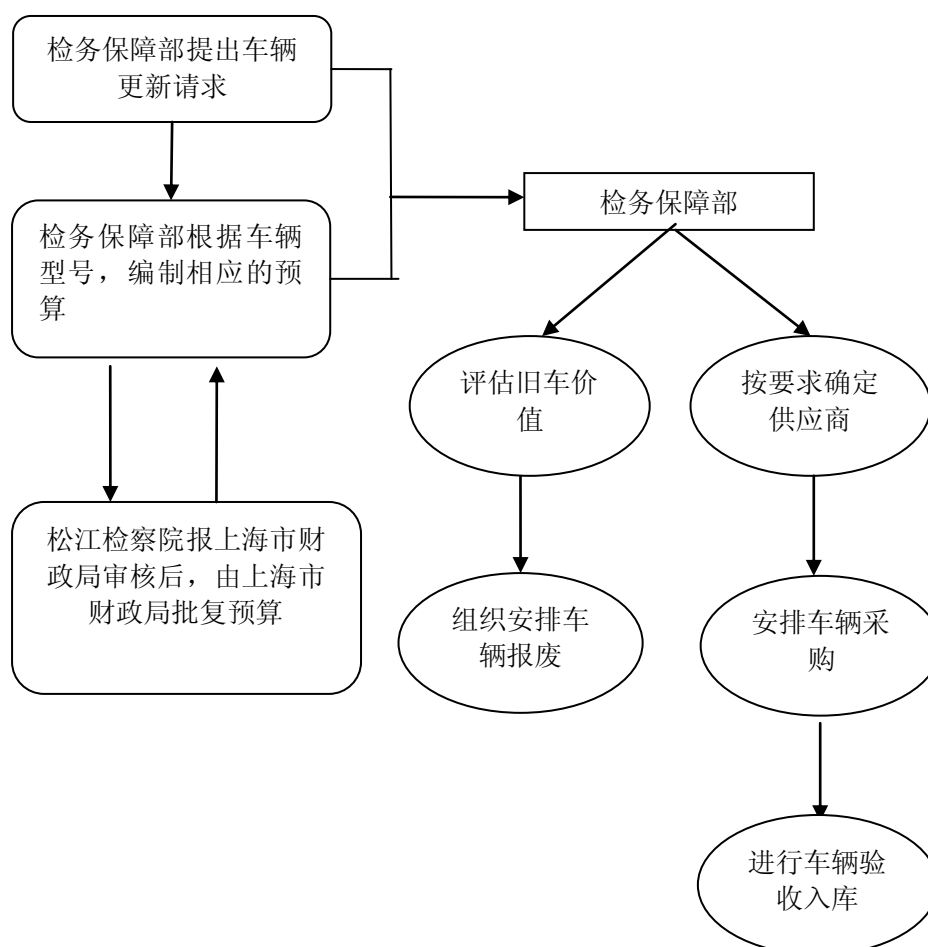 检务保障部提出车辆
更新请求
检务保障部根据车辆
型号，编制相应的预
算
松江检察院报上海市财
政局审核后，由上海市
财政局批复预算
检务保障部
评估旧车价
值
按要求确定
供应商
组织安排车
辆报废
安排车辆采
购
进行车辆验
收入库